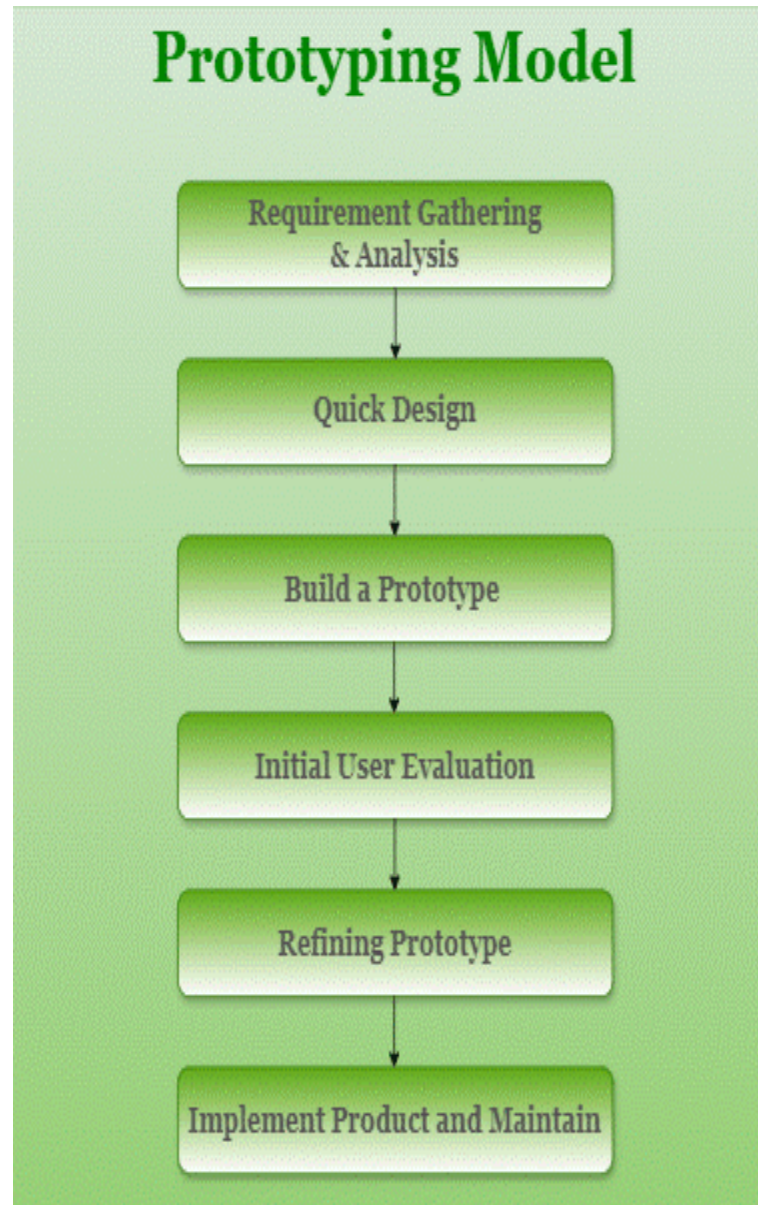 Prototyping Model
Requirement Gathering
& Analysis
Quick Design
Build a Prototype
Initial User Evaluation
Refining Prototype
Implement Product and Maintain